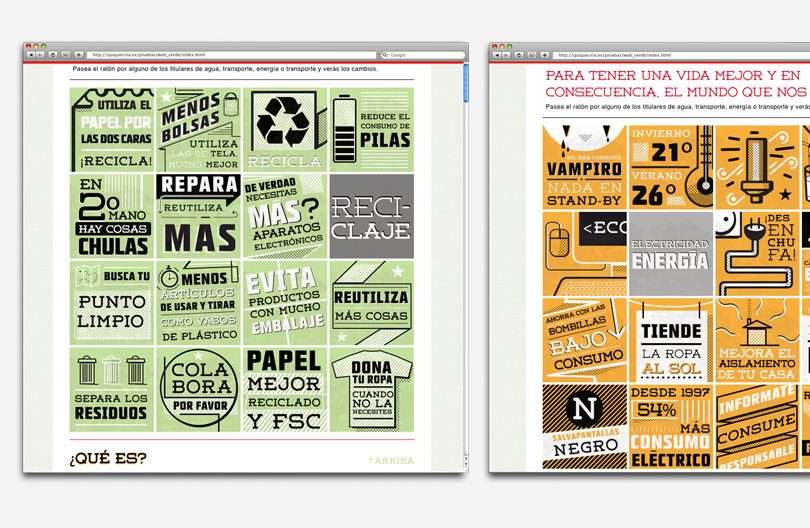 http://quiquecina.es/pruebas/web_verde/index.html
Google
Pasea el ratón por alguno de los titulares de agua, transporte, energía o transporte y verás los cambios.
UTILIZA EL
PAPEL POR
LAS DOS CARAS
¡RECICLA!
MENOS
BOLSAS
UTILIZA
LAS DE TELA,
MUCHO MEJOR
RECICLA
REDUCE EL
CONSUMO DE
PILAS
EN
2º
MANO
HAY COSAS
CHULAS
REPARA
REUTILIZA
MAS
DE VERDAD
NECESITAS
MAS?
APARATOS
ELECTRÓNICOS
RECI-
CLAJE
BUSCA TU
PUNTO
LIMPIO
MENOS
ARTÍCULOS
DE USAR Y TIRAR
COMO VASOS
DE PLÁSTICO
EVITA
PRODUCTOS
CON MUCHO
EMBALAJE
REUTILIZA
MÁS COSAS
SEPARA LOS
RESIDUOS
COLA
BORA
POR FAVOR
PAPEL
MEJOR
RECICLADO
Y FSC
DONA
TU ROPA
CUANDO
NO LA
NECESITES
¿QUÉ ES?
↑ARRIBA
http://quiquecina.es/pruebas/web_verde/index.html
PARA TENER UNA VIDA MEJOR Y EN
CONSECUENCIA, EL MUNDO QUE NOS
Pasea el ratón por alguno de los titulares de agua, transporte, energía o transporte y verás
NO MÁS CONSUMO
VAMPIRO
NADA EN
STAND-BY
INVIERNO
21º
VERANO
26º
<ECO
ELECTRICIDAD
ENERGÍA
¡DES
EN
CHU
FA!
AHORRA CON LAS
BOMBILLAS
BAJO
CONSUMO
TIENDE
LA ROPA
AL SOL
MEJORA EL
AISLAMIENTO
DE TU CASA
N
SALVAPANTALLAS
NEGRO
DESDE 1997
54%
MÁS
CONSUMO
ELÉCTRICO
INFORMATE
CONSUME
RESPONSABLE